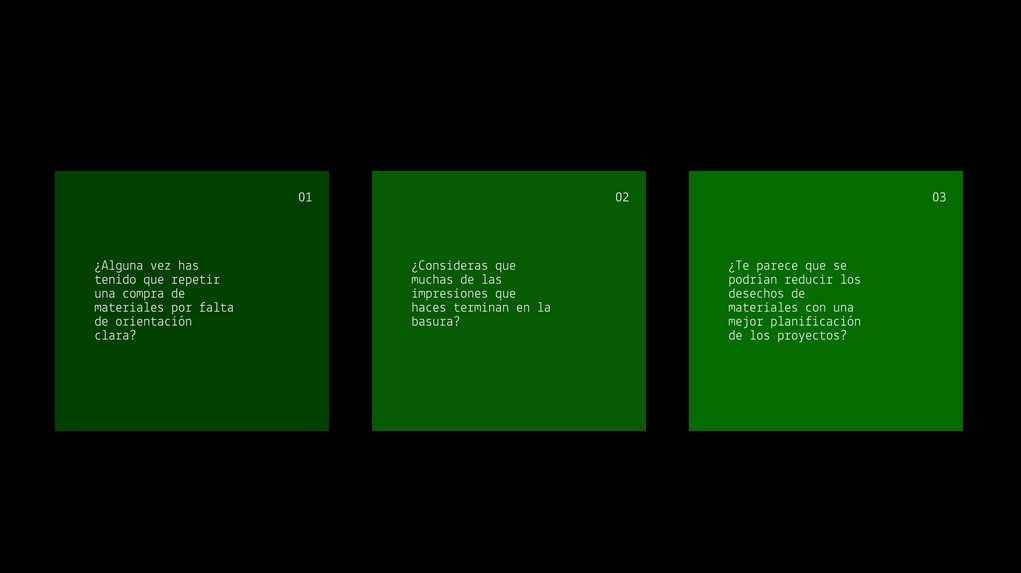 01
¿Alguna vez has
tenido que repetir
una compra de
materiales por falta
de orientación
clara?
02
¿Consideras que
muchas de las
impresiones que
haces terminan en la
basura?
03
¿Te parece que se
podrían reducir los
desechos de
materiales con una
mejor planificación
de los proyectos?